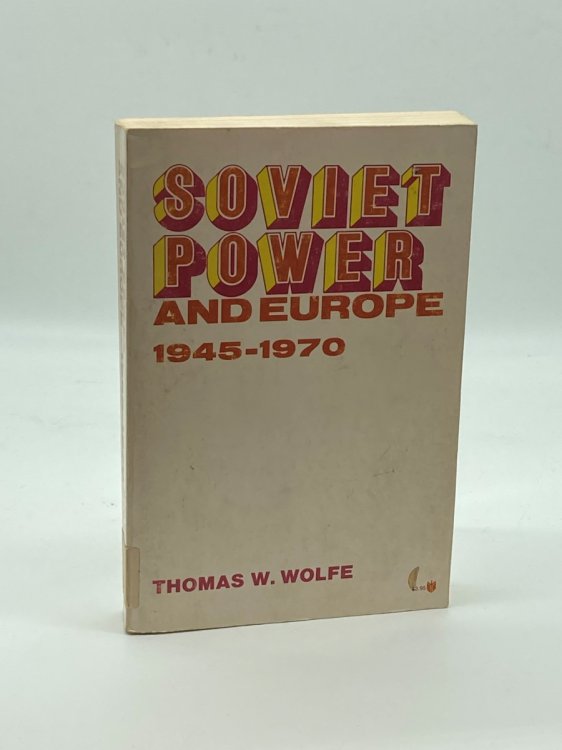 SOVIET
POWER
AND EUROPE
1945-1970
THOMAS W. WOLFE